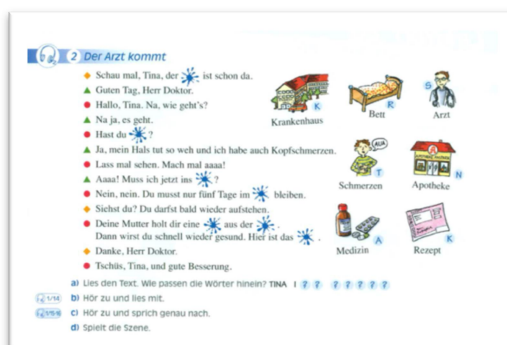 2 Der Arzt kommt
Schau mal, Tina, der ist schon da.
Guten Tag, Herr Doktor.
Hallo, Tina. Na, wie geht's?
Na ja, es geht.
Hast du ?
Ja, mein Hals tut so weh und ich habe auch Kopfschmerzen.
Lass mal sehen. Mach mal aaaa!
Aaaa! Muss ich jetzt ins ?
Nein, nein. Du musst nur fünf Tage im bleiben.
Siehst du? Du darfst bald wieder aufstehen.
Deine Mutter holt dir eine aus der .
Dann wirst du schnell wieder gesund. Hier ist das .
Danke, Herr Doktor.
Tschüs, Tina, und gute Besserung.
K
Krankenhaus
R
Bett
S
Arzt
AUA
T
Schmerzen
N
Apotheke
A
Medizin
K
Rezept
a) Lies den Text. Wie passen die Wörter hinein? TINA I ? ? ? ? ? ? ?
1/14 b) Hör zu und lies mit.
c) Hör zu und sprich genau nach.
d) Spielt die Szene.